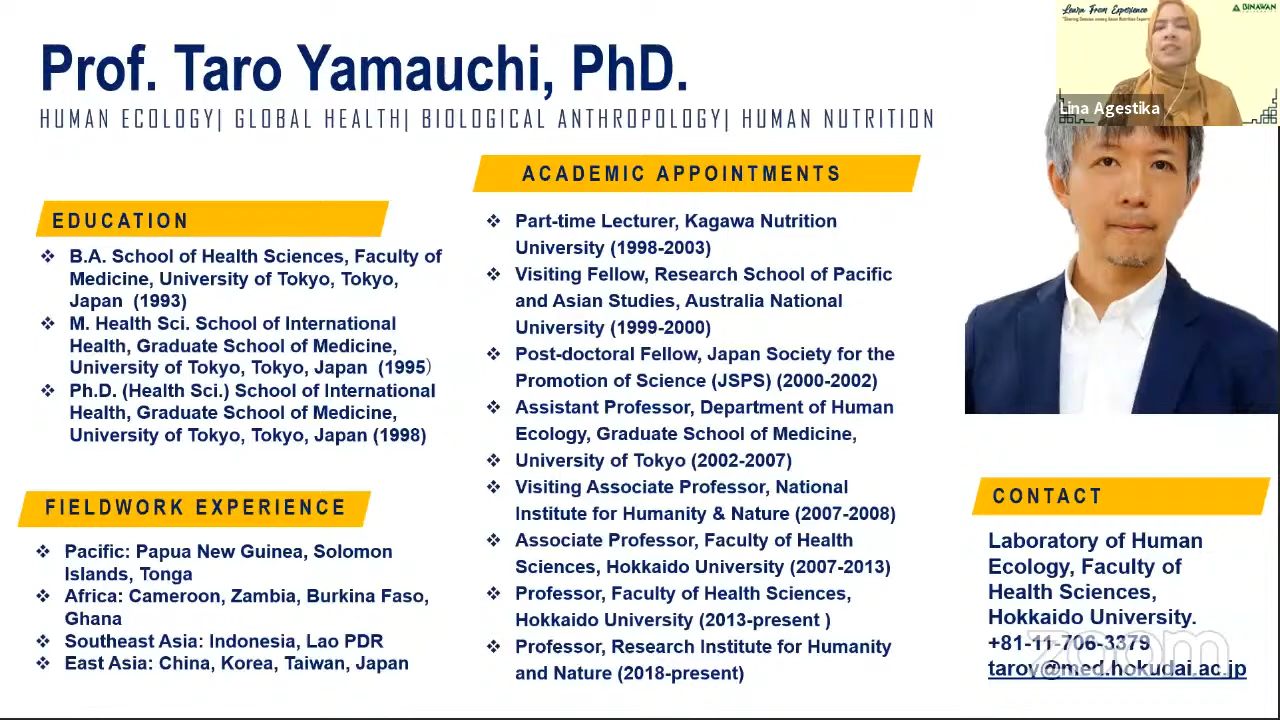 Prof. Taro Yamauchi, PhD.
HUMAN ECOLOGY| GLOBAL HEALTH| BIOLOGICAL ANTHROPOLOGY| HUMAN NUTRITION
Learn From Experience
BINAWAN
Lina Agestika
EDUCATION
❖ B.A. School of Health Sciences, Faculty of
Medicine, University of Tokyo, Tokyo,
Japan (1993)
❖ M. Health Sci. School of International
Health, Graduate School of Medicine,
University of Tokyo, Tokyo, Japan (1995)
❖ Ph.D. (Health Sci.) School of International
Health, Graduate School of Medicine,
University of Tokyo, Tokyo, Japan (1998)
FIELDWORK EXPERIENCE
❖ Pacific: Papua New Guinea, Solomon
Islands, Tonga
❖ Africa: Cameroon, Zambia, Burkina Faso,
Ghana
❖ Southeast Asia: Indonesia, Lao PDR
❖ East Asia: China, Korea, Taiwan, Japan
ACADEMIC APPOINTMENTS
❖ Part-time Lecturer, Kagawa Nutrition
University (1998-2003)
❖ Visiting Fellow, Research School of Pacific
and Asian Studies, Australia National
University (1999-2000)
❖ Post-doctoral Fellow, Japan Society for the
Promotion of Science (JSPS) (2000-2002)
❖ Assistant Professor, Department of Human
Ecology, Graduate School of Medicine,
❖ University of Tokyo (2002-2007)
❖ Visiting Associate Professor, National
Institute for Humanity & Nature (2007-2008)
❖ Associate Professor, Faculty of Health
Sciences, Hokkaido University (2007-2013)
❖ Professor, Faculty of Health Sciences,
Hokkaido University (2013-present )
❖ Professor, Research Institute for Humanity
and Nature (2018-present)
CONTACT
Laboratory of Human
Ecology, Faculty of
Health Sciences,
Hokkaido University.
+81-11-706-3379
taroy@med.hokudai.ac.jp
zoom